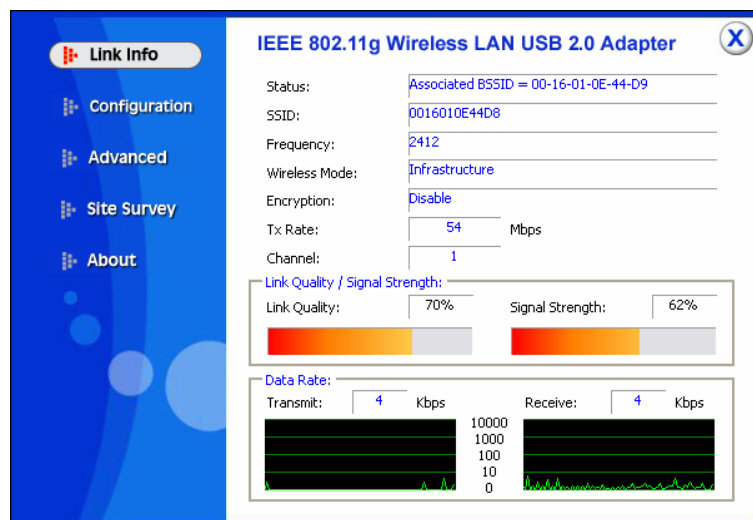 Link Info
Configuration
Advanced
Site Survey
About
IEEE 802.11g Wireless LAN USB 2.0 Adapter
X
Status: Associated BSSID = 00-16-01-0E-44-D9
SSID: 0016010E44D8
Frequency: 2412
Wireless Mode: Infrastructure
Encryption: Disable
Tx Rate: 54 Mbps
Channel: 1
Link Quality / Signal Strength:
Link Quality: 70% Signal Strength: 62%
Data Rate:
Transmit: 4 Kbps Receive: 4 Kbps
10000
1000
100
10
0